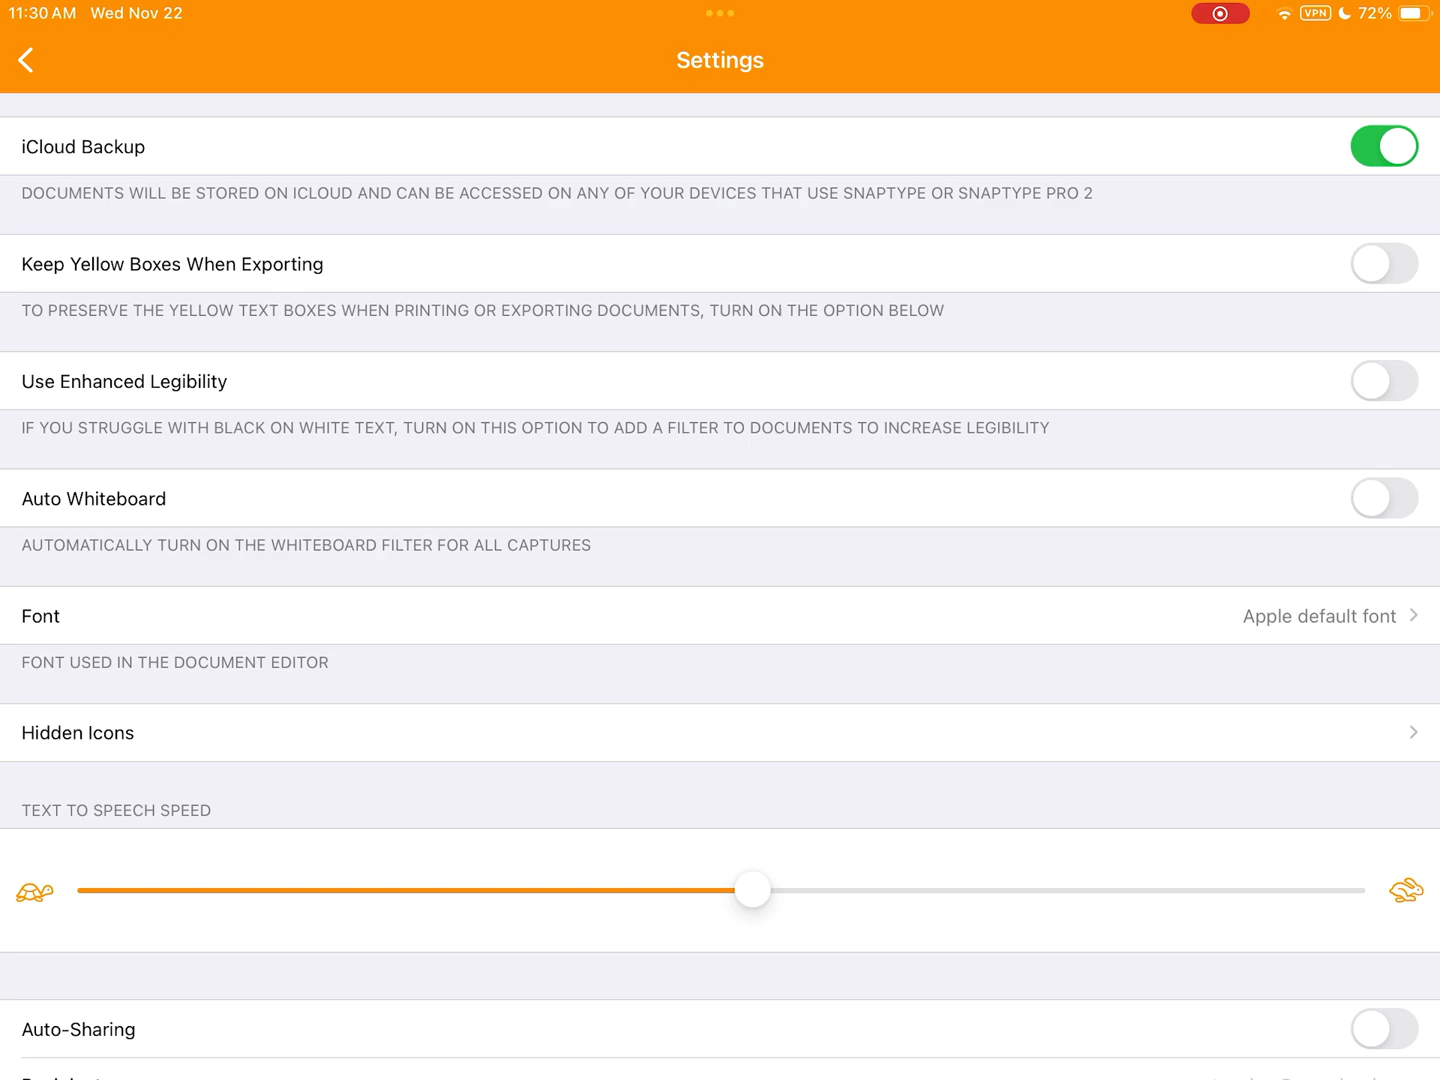 11:30 AM Wed Nov 22
VPN 72%
Settings
iCloud Backup
DOCUMENTS WILL BE STORED ON ICLOUD AND CAN BE ACCESSED ON ANY OF YOUR DEVICES THAT USE SNAPTYPE OR SNAPTYPE PRO 2
Keep Yellow Boxes When Exporting
TO PRESERVE THE YELLOW TEXT BOXES WHEN PRINTING OR EXPORTING DOCUMENTS, TURN ON THE OPTION BELOW
Use Enhanced Legibility
IF YOU STRUGGLE WITH BLACK ON WHITE TEXT, TURN ON THIS OPTION TO ADD A FILTER TO DOCUMENTS TO INCREASE LEGIBILITY
Auto Whiteboard
AUTOMATICALLY TURN ON THE WHITEBOARD FILTER FOR ALL CAPTURES
Font Apple default font
FONT USED IN THE DOCUMENT EDITOR
Hidden Icons
TEXT TO SPEECH SPEED
Auto-Sharing